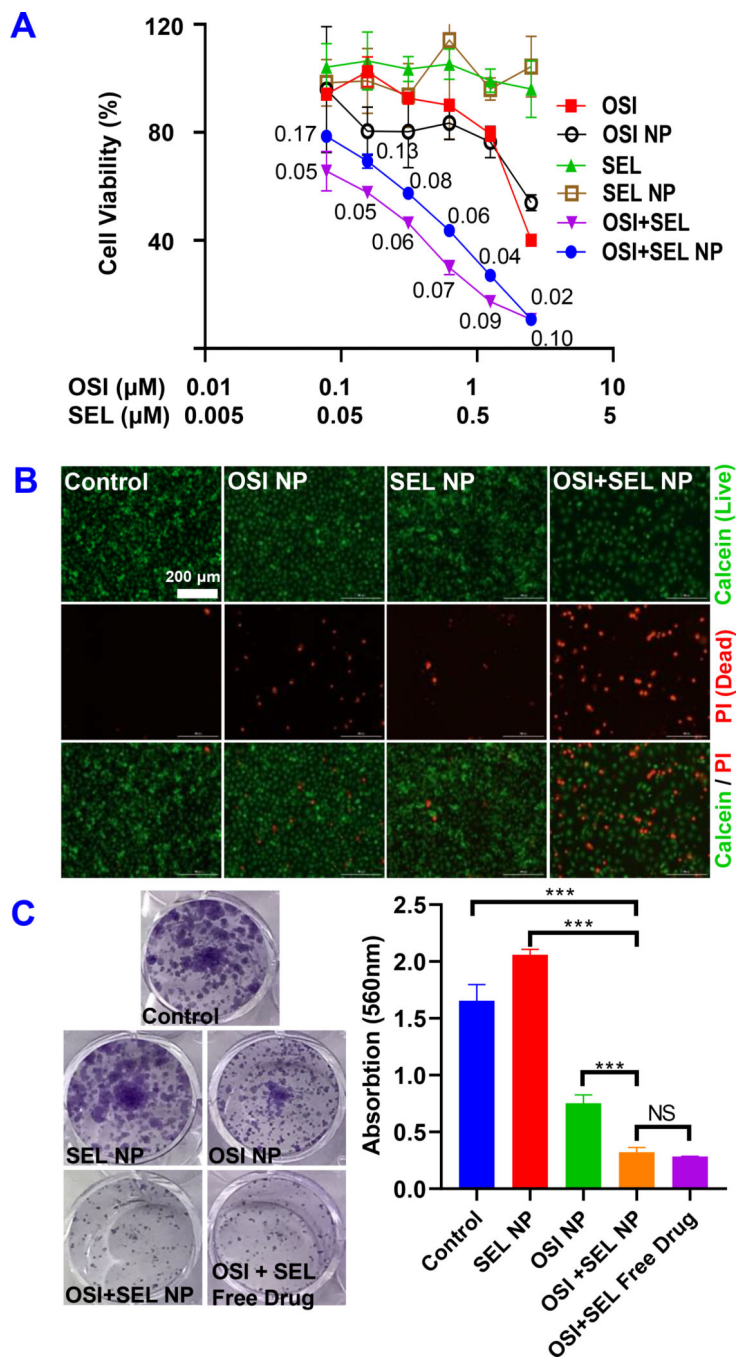 A
Cell Viability (%)
120
80
40
0.17
0.13
0.05
0.08
0.05
0.06
0.06
0.04
0.07
0.02
0.09
0.10
OSI
OSI NP
SEL
SEL NP
OSI+SEL
OSI+SEL NP
OSI (µM) 0.01 0.1 1 10
SEL (µM) 0.005 0.05 0.5 5
B
Control OSI NP SEL NP OSI+SEL NP
200 µm
Calcein (Live)
PI (Dead)
Calcein / PI
C
Control
SEL NP OSI NP
OSI+SEL NP
OSI + SEL
Free Drug
Absorbtion (560nm)
2.5
2.0
1.5
1.0
0.5
0.0
***
***
***
NS
Control
SEL NP
OSI NP
OSI +SEL NP
OSI+SEL Free Drug